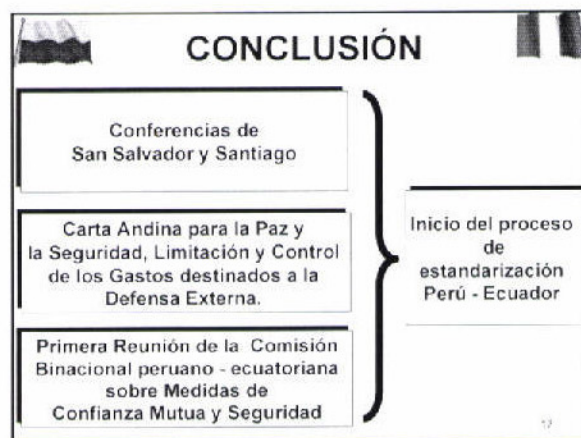 CONCLUSIÓN
Conferencias de
San Salvador y Santiago
Carta Andina para la Paz y
la Seguridad, Limitación y Control
de los Gastos destinados a la
Defensa Externa.
Primera Reunión de la Comisión
Binacional peruano - ecuatoriana
sobre Medidas de
Confianza Mutua y Seguridad
Inicio del proceso
de
estandarización
Perú - Ecuador